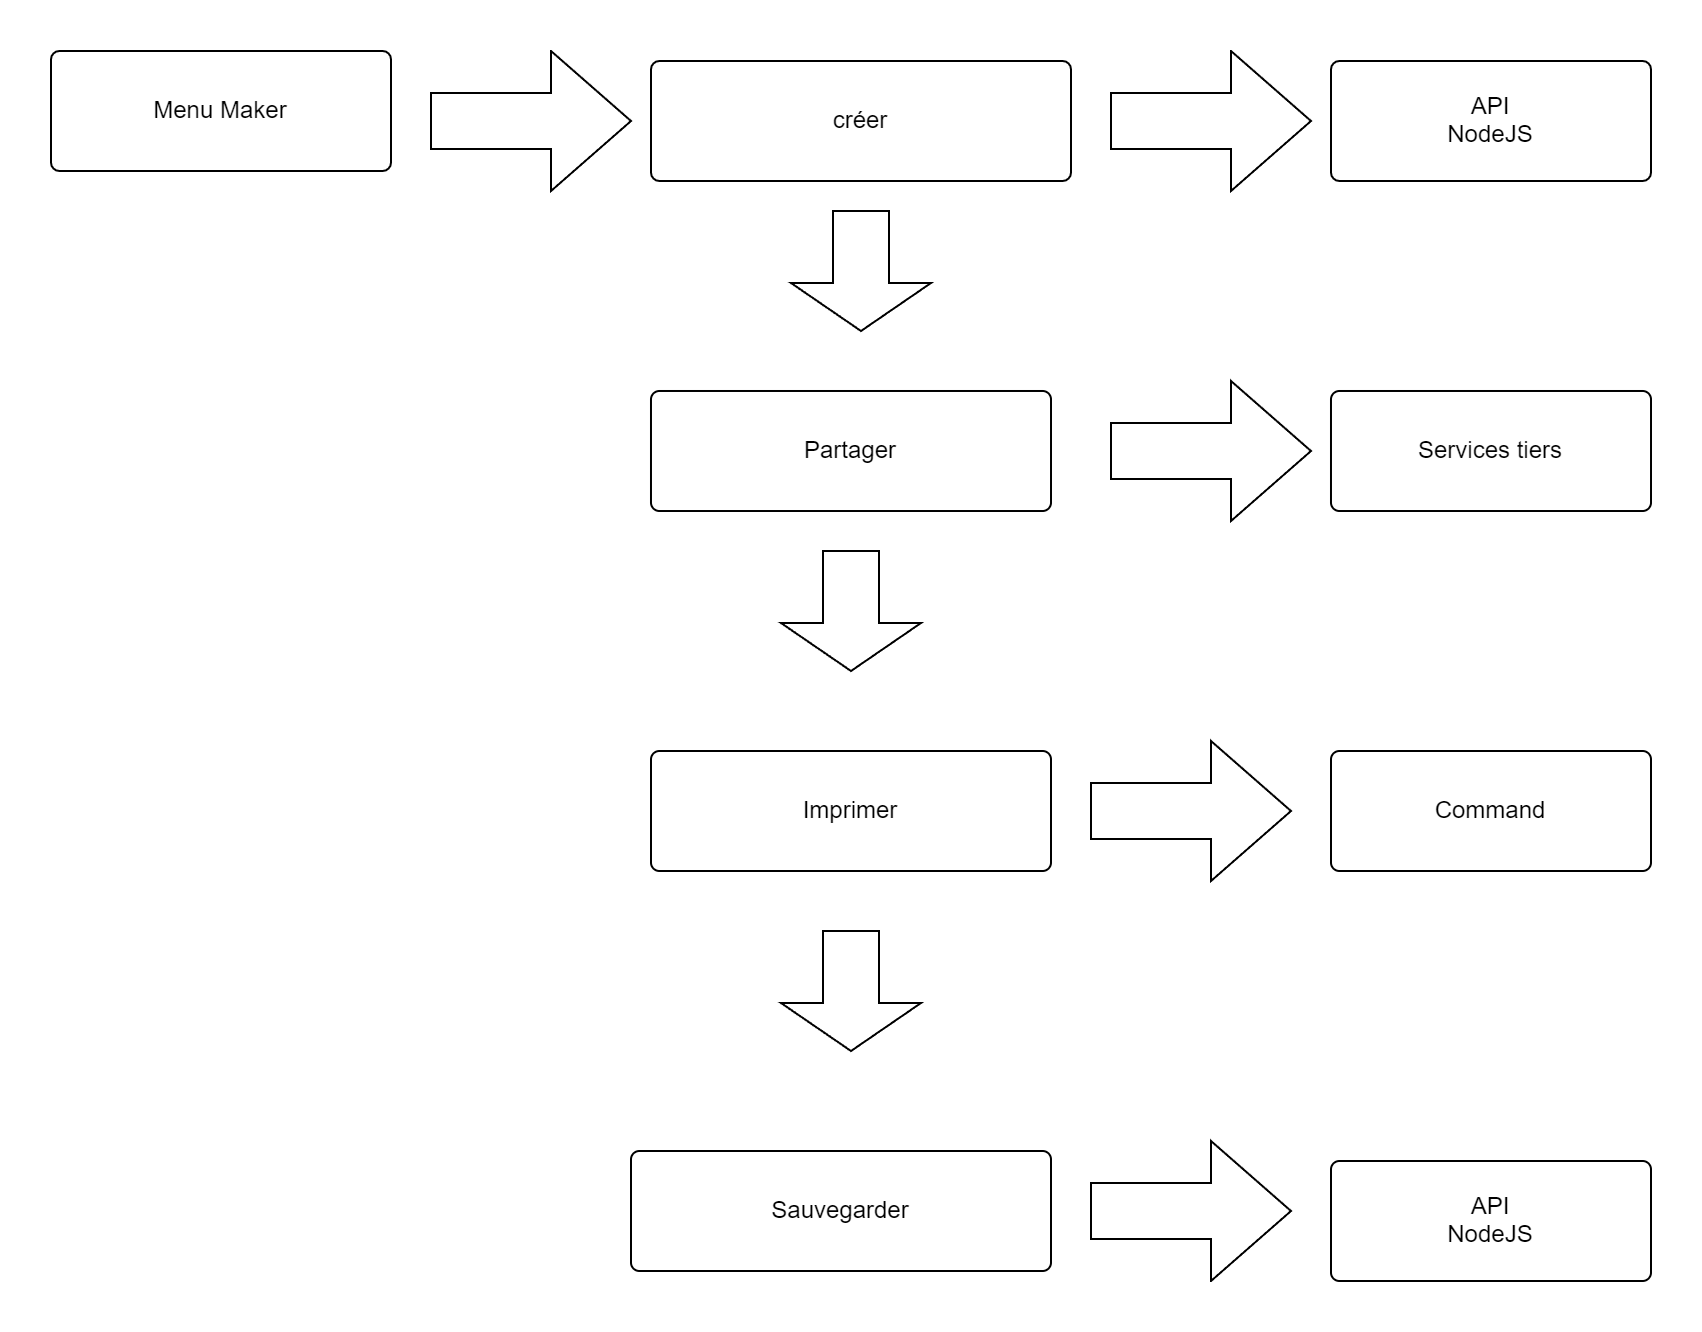 Menu Maker
créer
API
NodeJS
Partager
Services tiers
Imprimer
Command
Sauvegarder
API
NodeJS